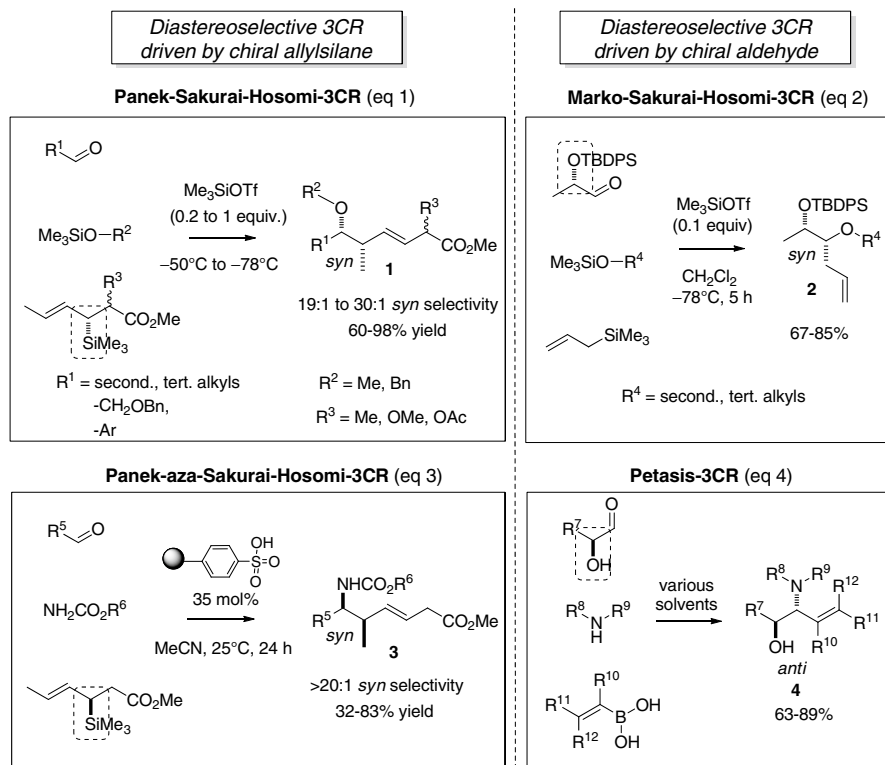 Diastereoselective 3CR
driven by chiral allylsilane
Panek-Sakurai-Hosomi-3CR (eq 1)
R1
O
Me3SiO–R2
R3
CO2Me
SiMe3
Me3SiOTf
(0.2 to 1 equiv.)
–50°C to –78°C
R2
O
R3
R1
CO2Me
syn
1
19:1 to 30:1 syn selectivity
60-98% yield
R1 = second., tert. alkyls
-CH2OBn,
-Ar
R2 = Me, Bn
R3 = Me, OMe, OAc
Diastereoselective 3CR
driven by chiral aldehyde
Marko-Sakurai-Hosomi-3CR (eq 2)
OTBDPS
O
Me3SiO–R4
SiMe3
Me3SiOTf
(0.1 equiv)
CH2Cl2
–78°C, 5 h
OTBDPS
O
R4
syn
2
67-85%
R4 = second., tert. alkyls
Panek-aza-Sakurai-Hosomi-3CR (eq 3)
R5
O
NH2CO2R6
CO2Me
SiMe3
OH
S
O
O
35 mol%
MeCN, 25°C, 24 h
NHCO2R6
R5
CO2Me
syn
3
>20:1 syn selectivity
32-83% yield
Petasis-3CR (eq 4)
O
R7
OH
R8
R9
N
H
R10
R11
B
OH
R12
OH
various
solvents
R8
R9
N
R12
R7
R11
OH
R10
anti
4
63-89%